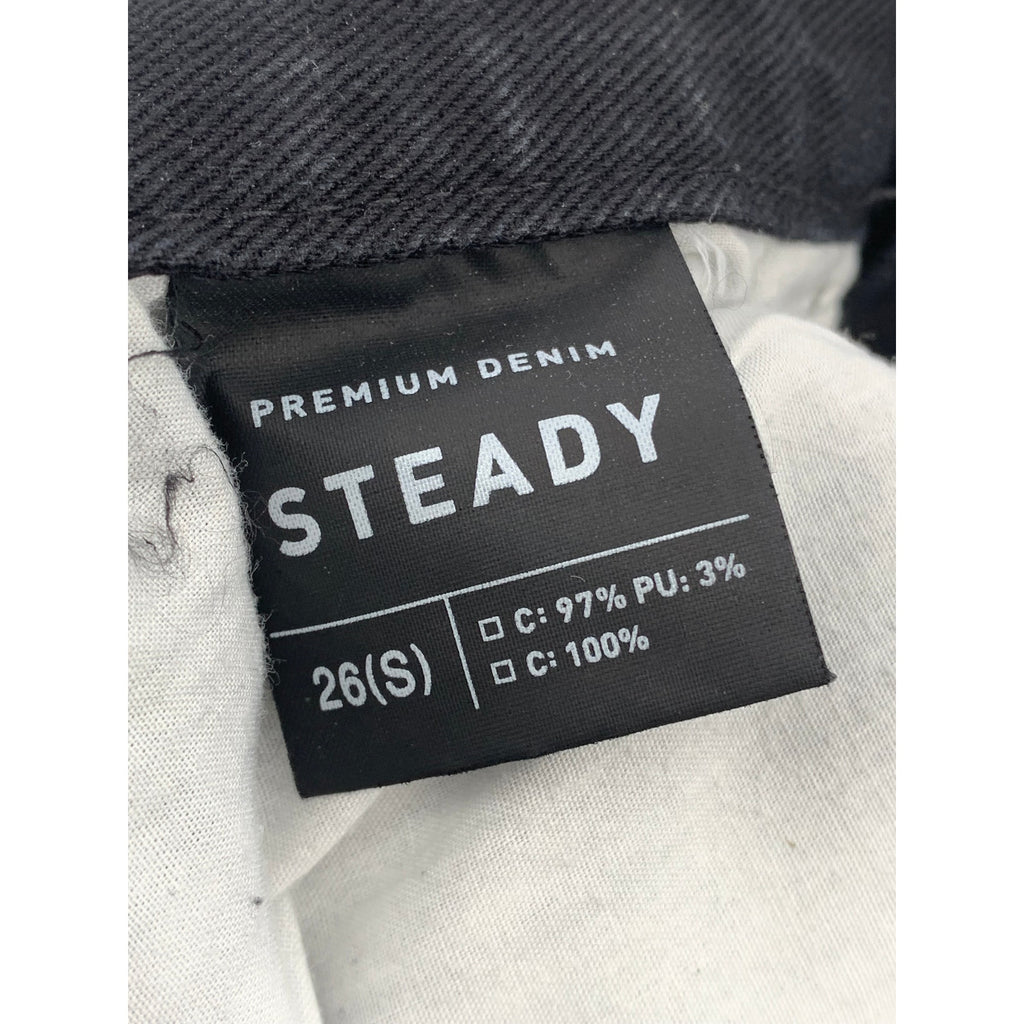 PREMIUM DENIM
STEADY
26(S)
□ C: 97% PU: 3%
□ C: 100%